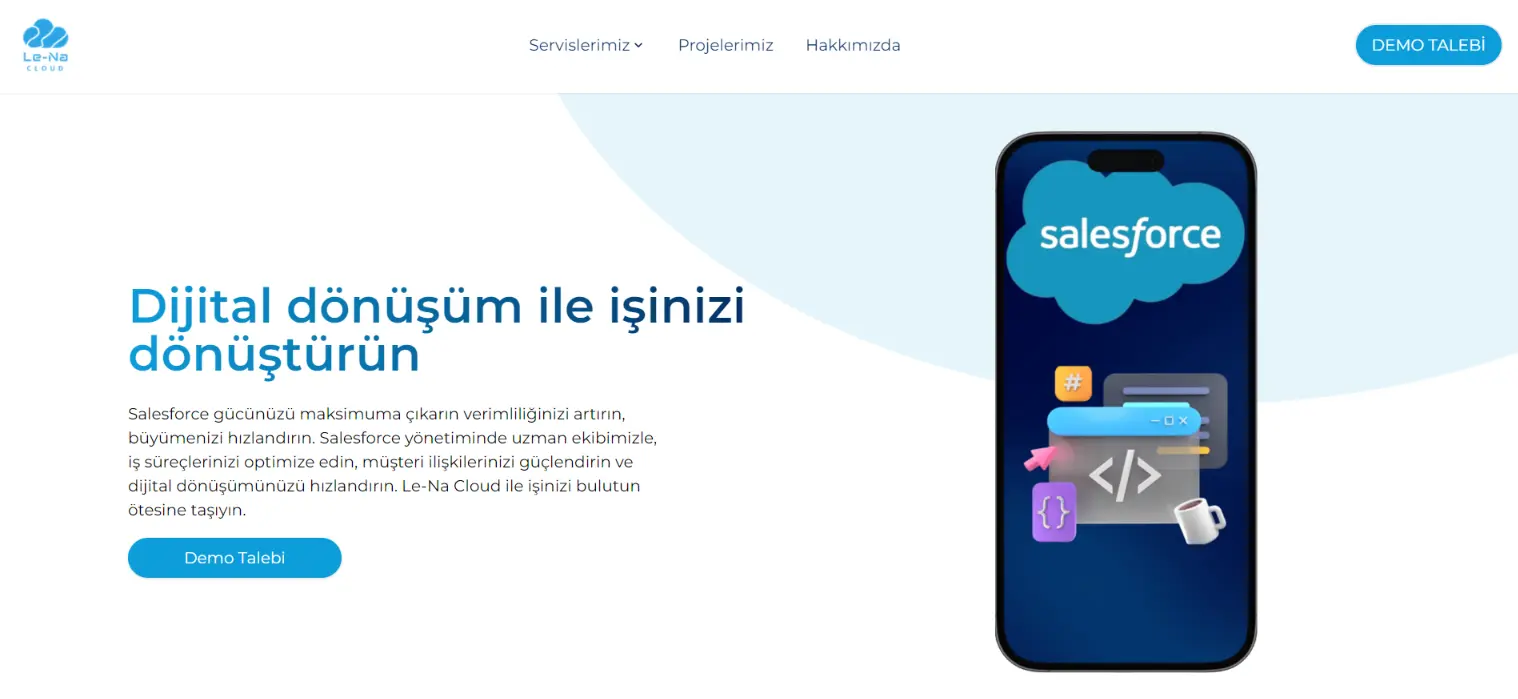 Le-Na
CLOUD
Servislerimiz
Projelerimiz
Hakkımızda
DEMO TALEBİ
salesforce
Dijital dönüşüm ile işinizi
dönüştürün
Salesforce gücünüzü maksimuma çıkarın verimliliğinizi artırın,
büyümenizi hızlandırın. Salesforce yönetiminde uzman ekibimizle,
iş süreçlerinizi optimize edin, müşteri ilişkilerinizi güçlendirin ve
dijital dönüşümünüzü hızlandırın. Le-Na Cloud ile işinizi bulutun
ötesine taşıyın.
Demo Talebi
#
</>
{}